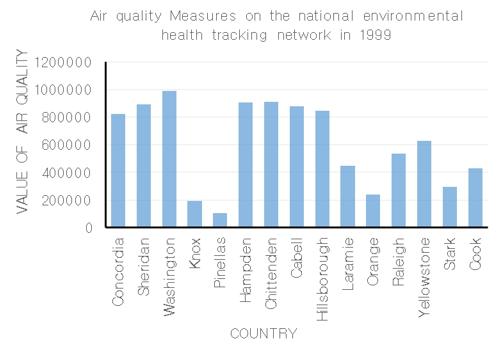 Air quality Measures on the national environmental
health tracking network in 1999
VALUE OF AIR QUALITY
1200000
1000000
800000
600000
400000
200000
0
Concordia
Sheridan
Washington
Knox
Pinellas
Hampden
Chittenden
Cabell
Hillsborough
Laramie
Orange
Raleigh
Yellowstone
Stark
Cook
COUNTRY